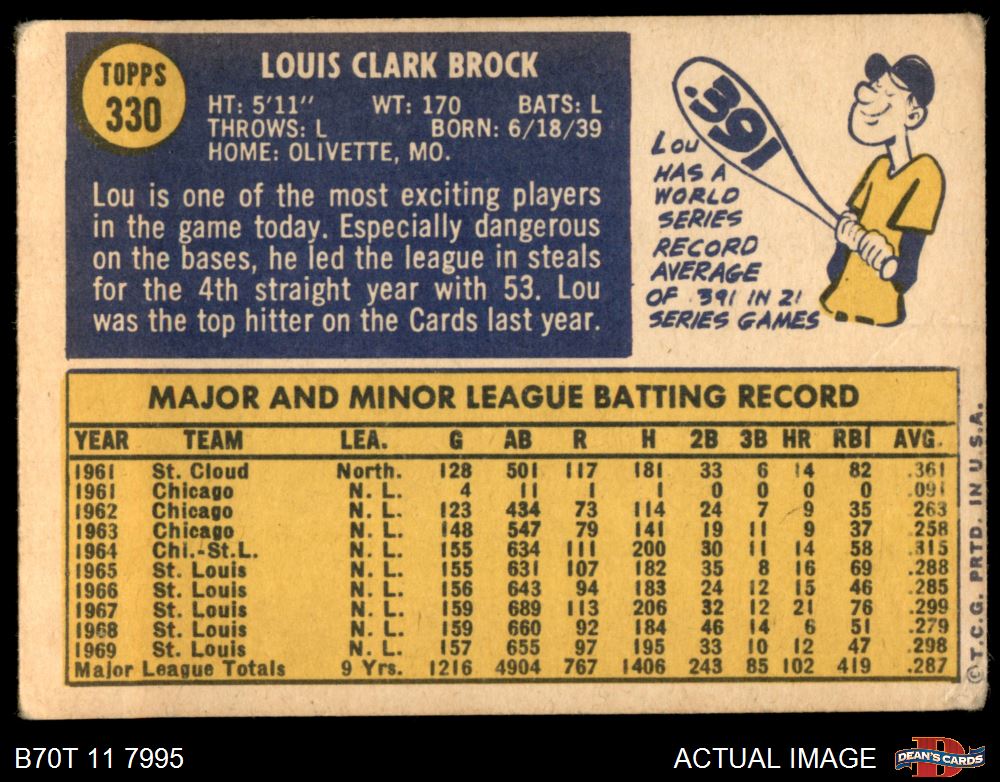 TOPPS
330
LOUIS CLARK BROCK
HT: 5'11" WT: 170 BATS: L
THROWS: L BORN: 6/18/39
HOME: OLIVETTE, MO.
Lou is one of the most exciting players
in the game today. Especially dangerous
on the bases, he led the league in steals
for the 4th straight year with 53. Lou
was the top hitter on the Cards last year.
.391
LOU
HAS A
WORLD
SERIES
RECORD
AVERAGE
OF .391 IN 21
SERIES GAMES
MAJOR AND MINOR LEAGUE BATTING RECORD
YEAR TEAM LEA. G AB R H 2B 3B HR RBI AVG.
1961 St. Cloud North. 128 501 117 181 33 6 14 82 .361
1961 Chicago N. L. 4 11 1 1 0 0 0 0 .091
1962 Chicago N. L. 123 434 73 114 24 7 9 35 .263
1963 Chicago N. L. 148 547 79 141 19 11 9 37 .258
1964 Chi.-St.L. N. L. 155 634 111 200 30 11 14 58 .315
1965 St. Louis N. L. 155 631 107 182 35 8 16 69 .288
1966 St. Louis N. L. 156 643 94 183 24 12 15 46 .285
1967 St. Louis N. L. 159 689 113 206 32 12 21 76 .299
1968 St. Louis N. L. 159 660 92 184 46 14 6 51 .279
1969 St. Louis N. L. 157 655 97 195 33 10 12 47 .298
Major League Totals 9 Yrs. 1216 4904 767 1406 243 85 102 419 .287
© T.C.G. PRTD. IN U.S.A.
B70T 11 7995
ACTUAL IMAGE
D
DEAN'S CARDS